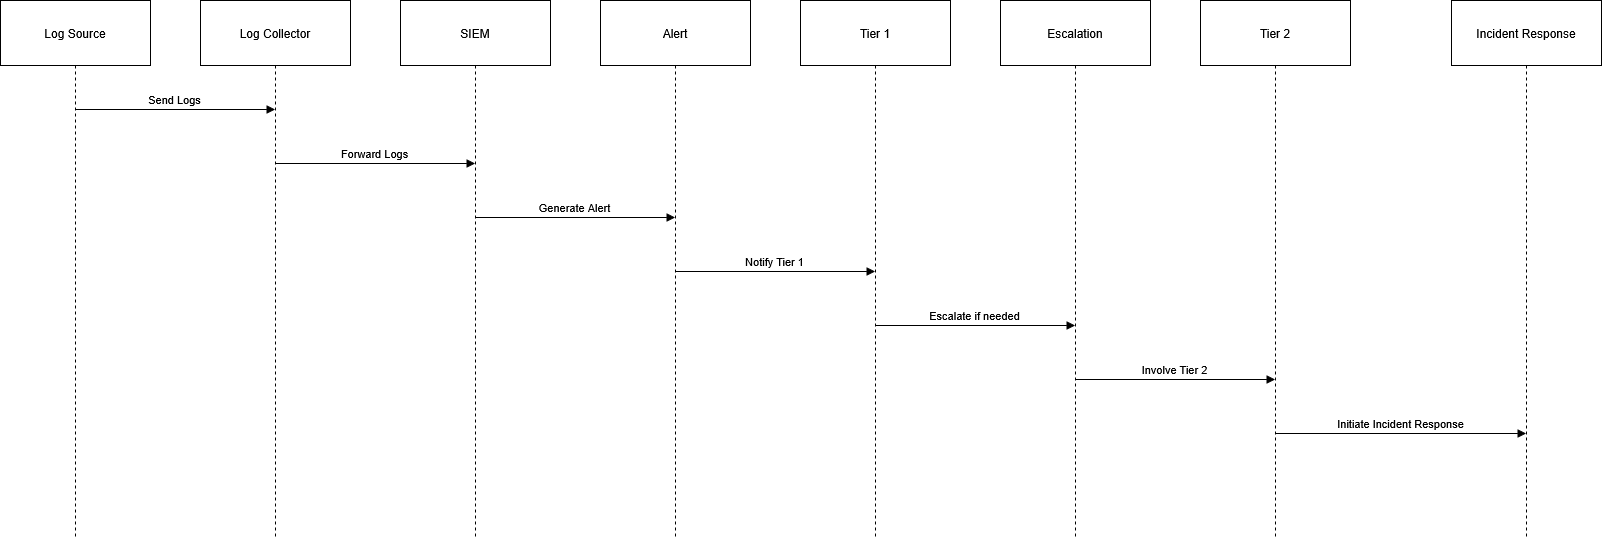 Log Source
Log Collector
SIEM
Alert
Tier 1
Escalation
Tier 2
Incident Response
Send Logs
Forward Logs
Generate Alert
Notify Tier 1
Escalate if needed
Involve Tier 2
Initiate Incident Response